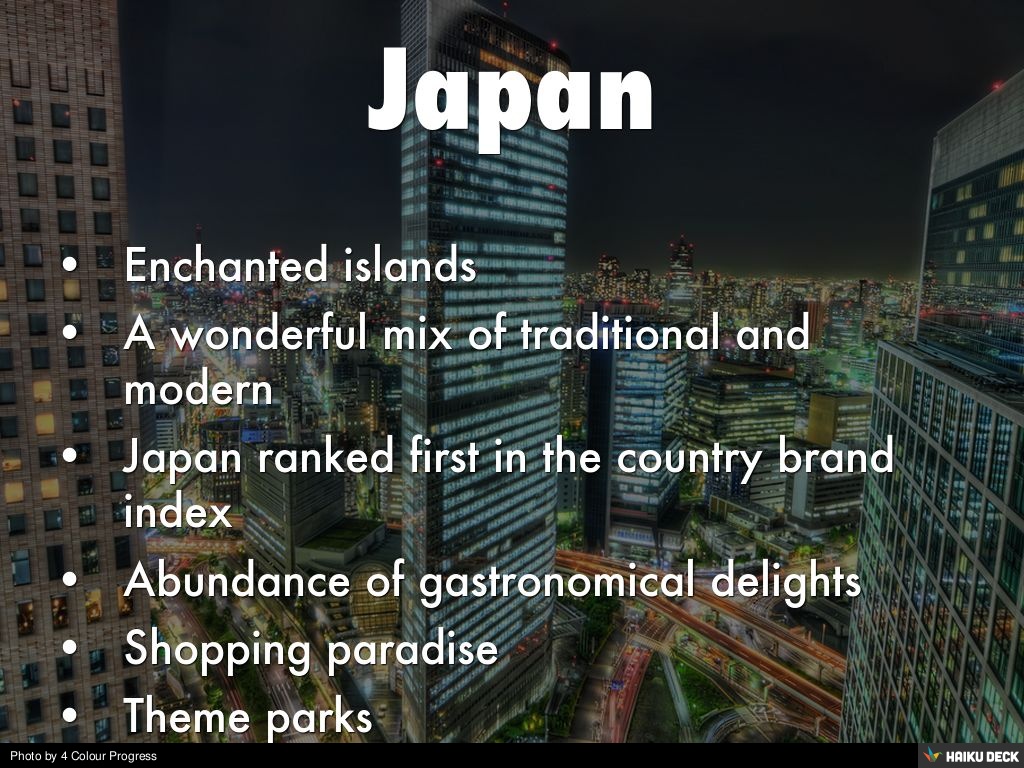 Japan
• Enchanted islands
• A wonderful mix of traditional and
modern
• Japan ranked first in the country brand
index
• Abundance of gastronomical delights
• Shopping paradise
• Theme parks
Photo by 4 Colour Progress
HAIKU DECK